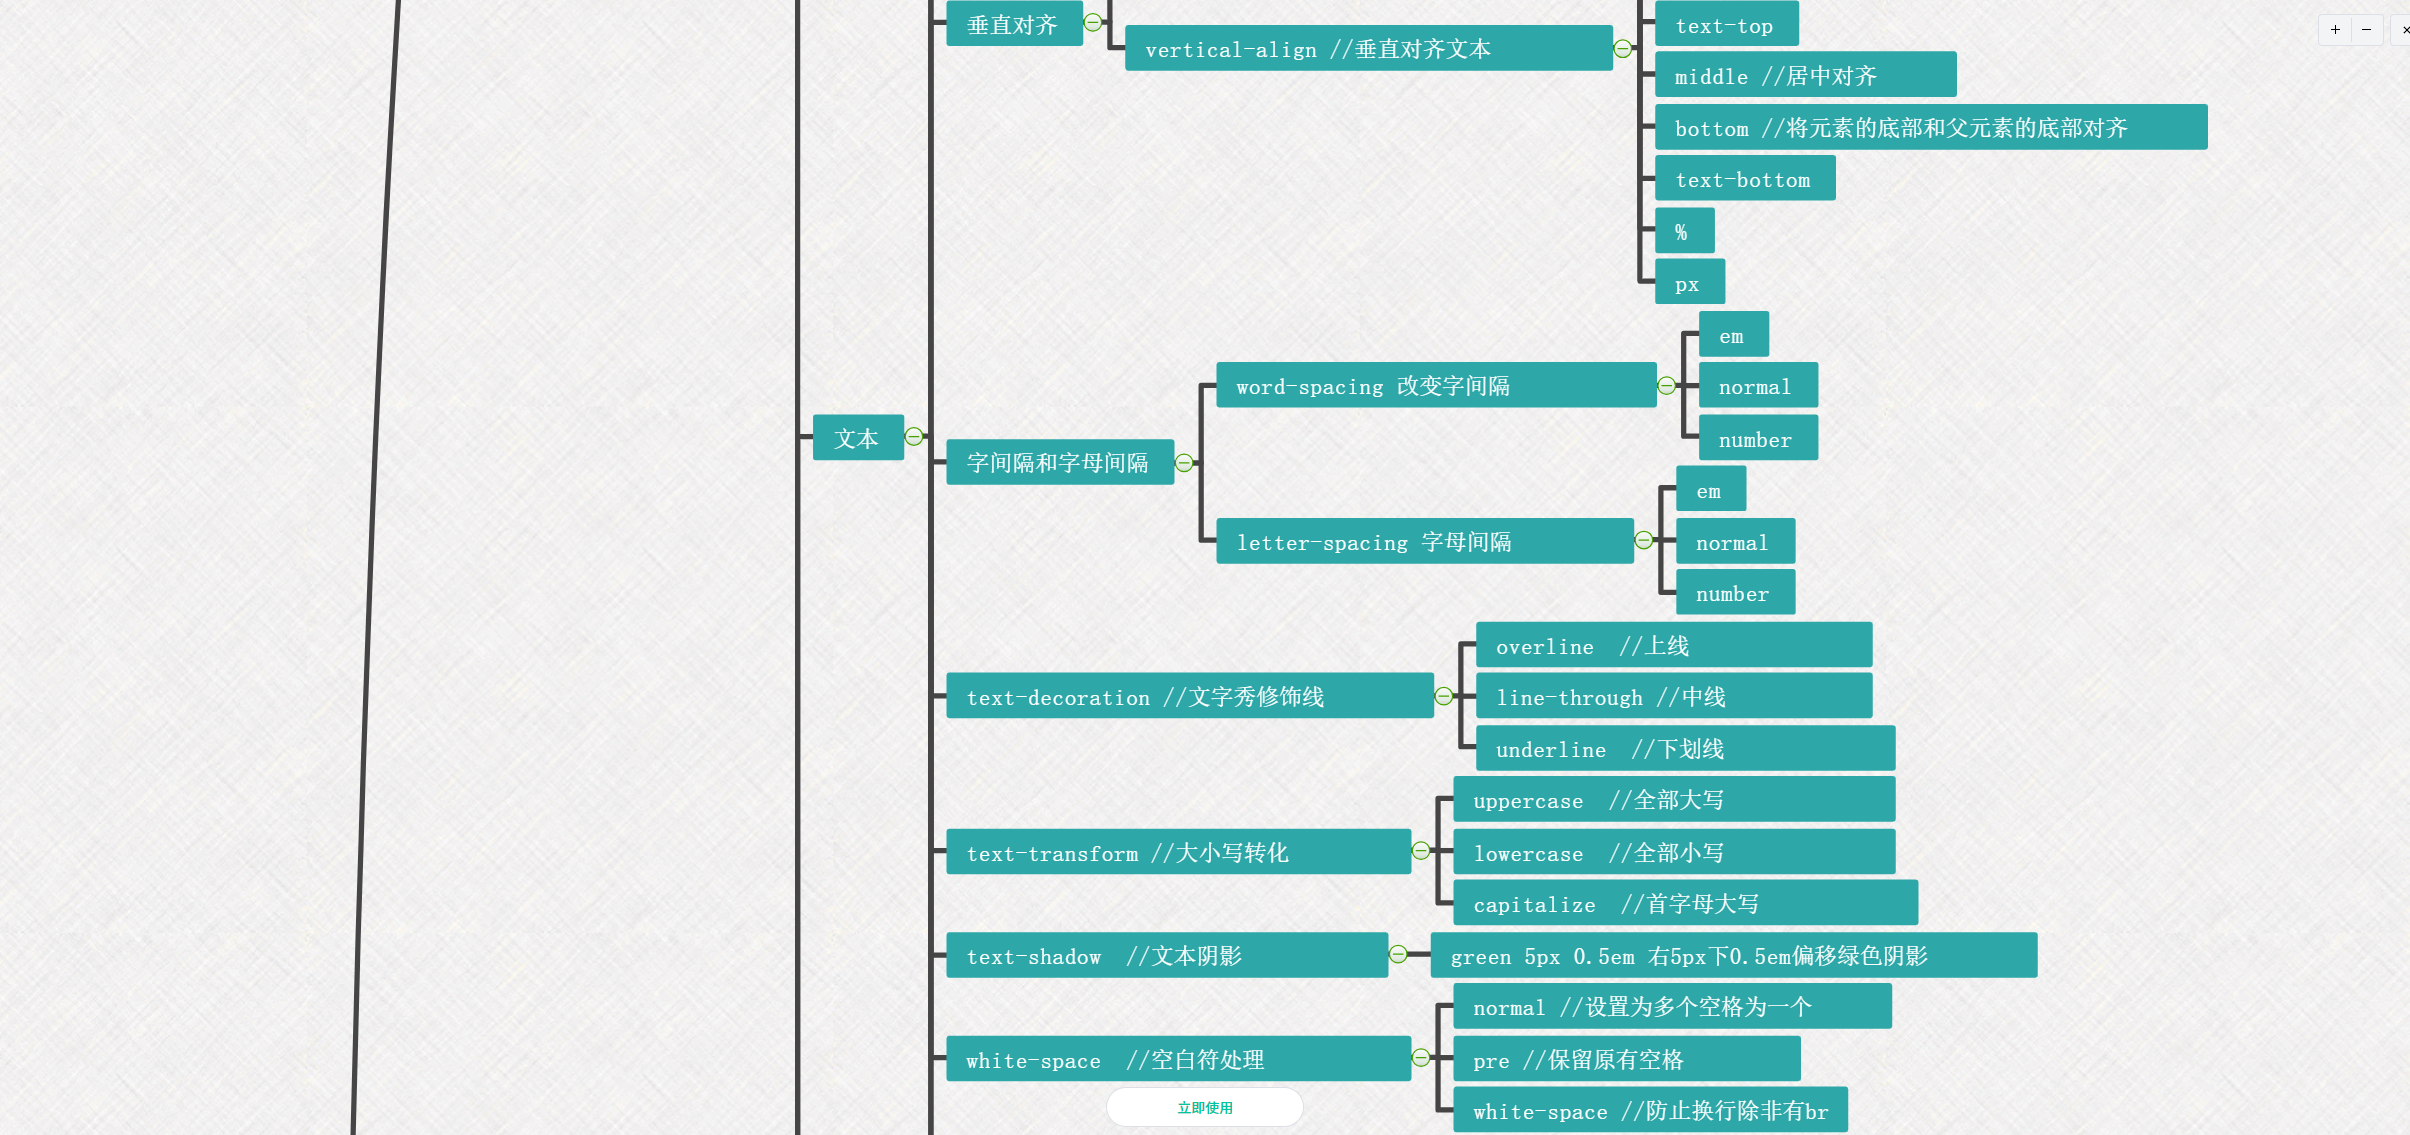 垂直对齐
vertical-align //垂直对齐文本
text-top
middle //居中对齐
bottom //将元素的底部和父元素的底部对齐
text-bottom
%
px
文本
字间隔和字母间隔
word-spacing 改变字间隔
em
normal
number
letter-spacing 字母间隔
em
normal
number
text-decoration //文字秀修饰线
overline  //上线
line-through //中线
underline  //下划线
text-transform //大小写转化
uppercase  //全部大写
lowercase  //全部小写
capitalize  //首字母大写
text-shadow  //文本阴影
green 5px 0.5em 右5px下0.5em偏移绿色阴影
white-space  //空白符处理
normal //设置为多个空格为一个
pre //保留原有空格
white-space //防止换行除非有br
立即使用